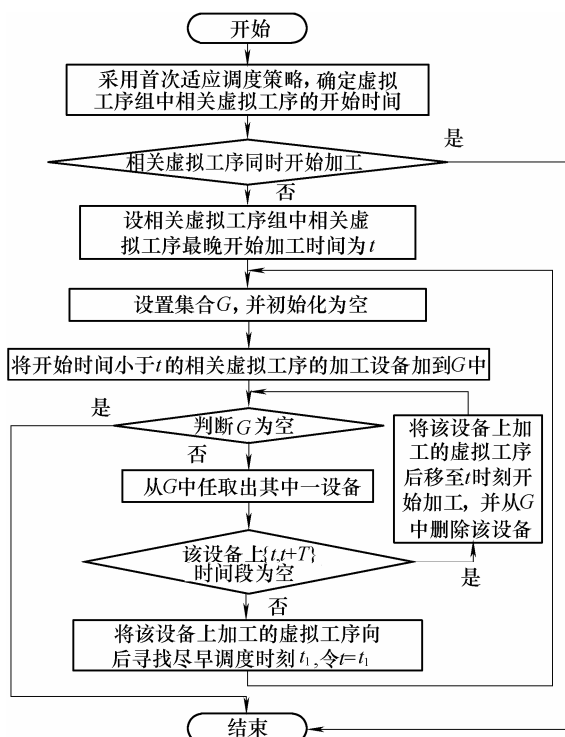 开始
采用首次适应调度策略,确定虚拟
工序组中相关虚拟工序的开始时间
是
相关虚拟工序同时开始加工
否
设相关虚拟工序组中相关虚
拟工序最晚开始加工时间为t
设置集合G,并初始化为空
将开始时间小于t的相关虚拟工序的加工设备加到G中
是
判断G为空
否
从G中任取出其中一设备
将该设备上加
工的虚拟工序
后移至t时刻开
始加工,并从G
中删除该设备
该设备上{t,t+T}
时间段为空
是
否
将该设备上加工的虚拟工序向
后寻找尽早调度时刻t₁,令t=t₁
结束